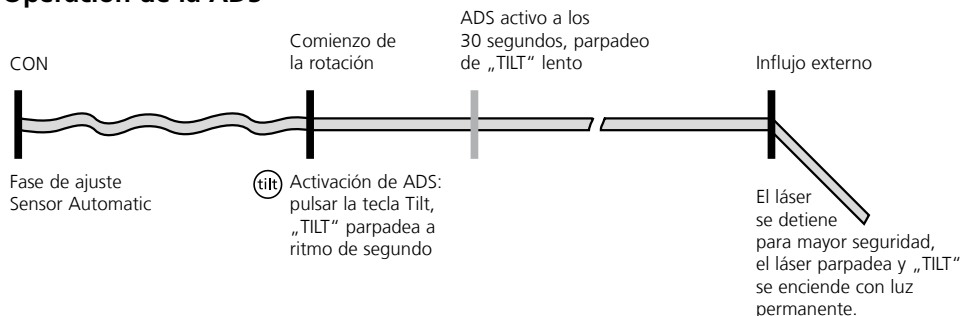 Operación de la ADS
CON
Comienzo de
la rotación
ADS activo a los
30 segundos, parpadeo
de „TILT“ lento
Influjo externo
Fase de ajuste
Sensor Automatic
tilt
Activación de ADS:
pulsar la tecla Tilt,
„TILT“ parpadea a
ritmo de segundo
El láser
se detiene
para mayor seguridad,
el láser parpadea y „TILT“
se enciende con luz
permanente.